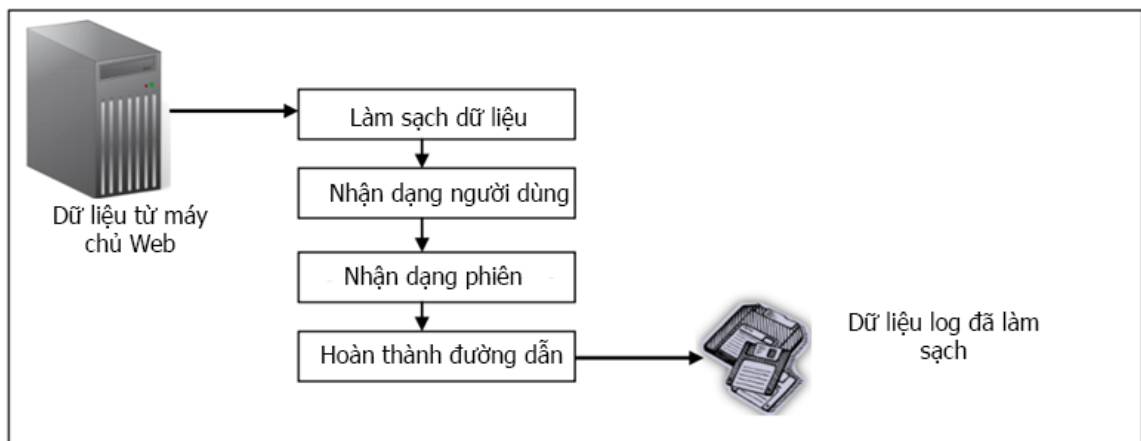 Làm sạch dữ liệu
Nhận dạng người dùng
Dữ liệu từ máy
chủ Web
Nhận dạng phiên
Hoàn thành đường dẫn
Dữ liệu log đã làm
sạch